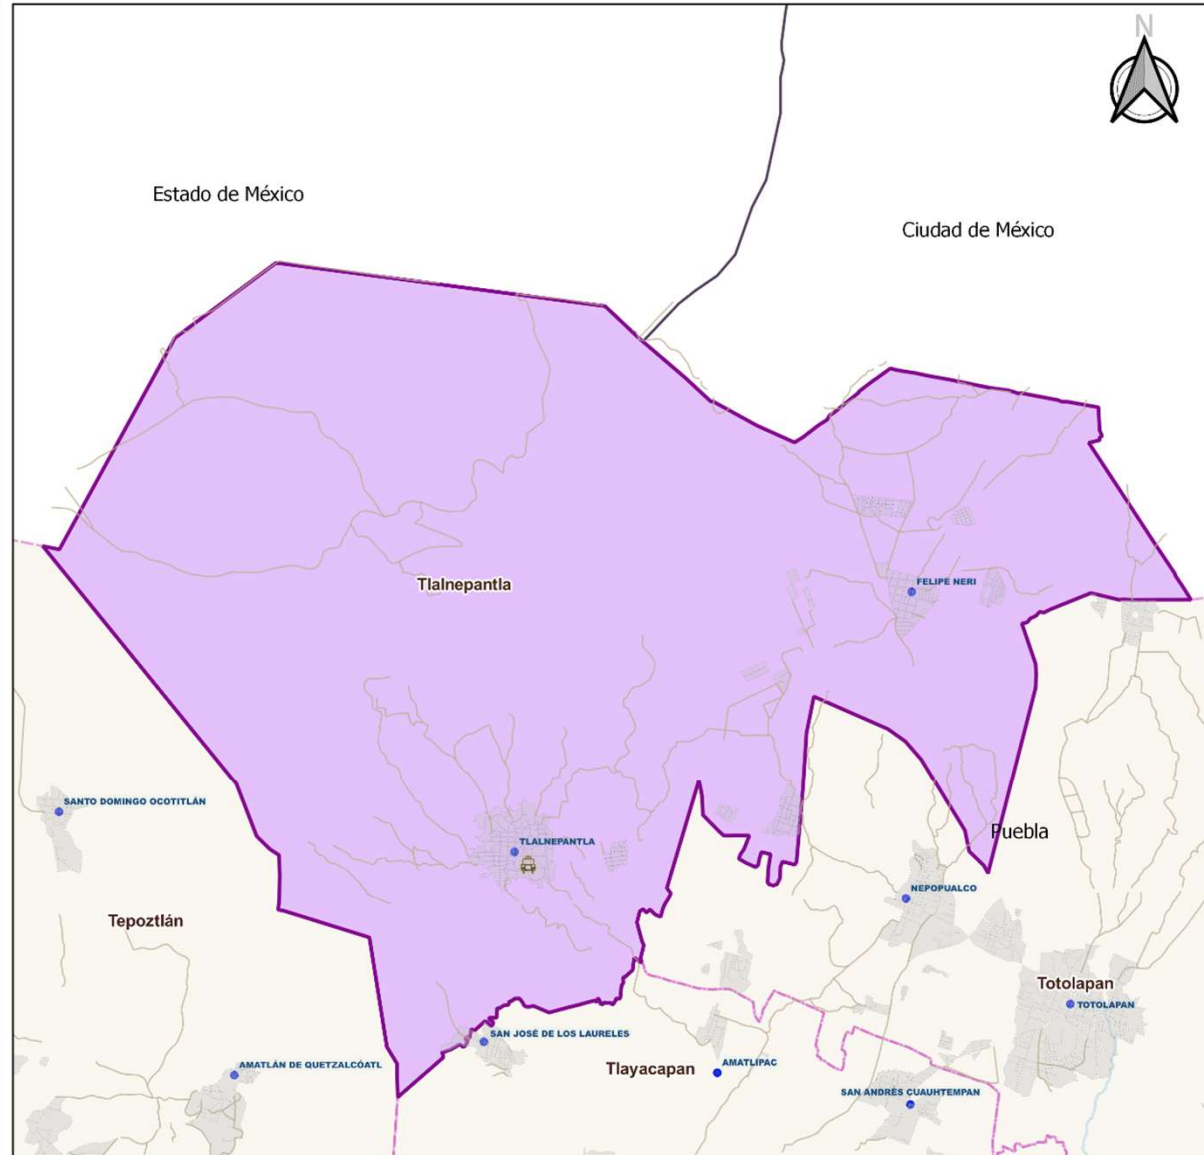 N
Estado de México
Ciudad de México
Tlalnepantla
FELIPE NERI
SANTO DOMINGO OCOTITLÁN
TLALNEPANTLA
Puebla
NEPOPUALCO
Tepoztlán
Totolapan
TOTOLAPAN
SAN JOSÉ DE LOS LAURELES
Tlayacapan
AMATLIPAC
AMATLÁN DE QUETZALCÓATL
SAN ANDRÉS CUAUHTEMPAN